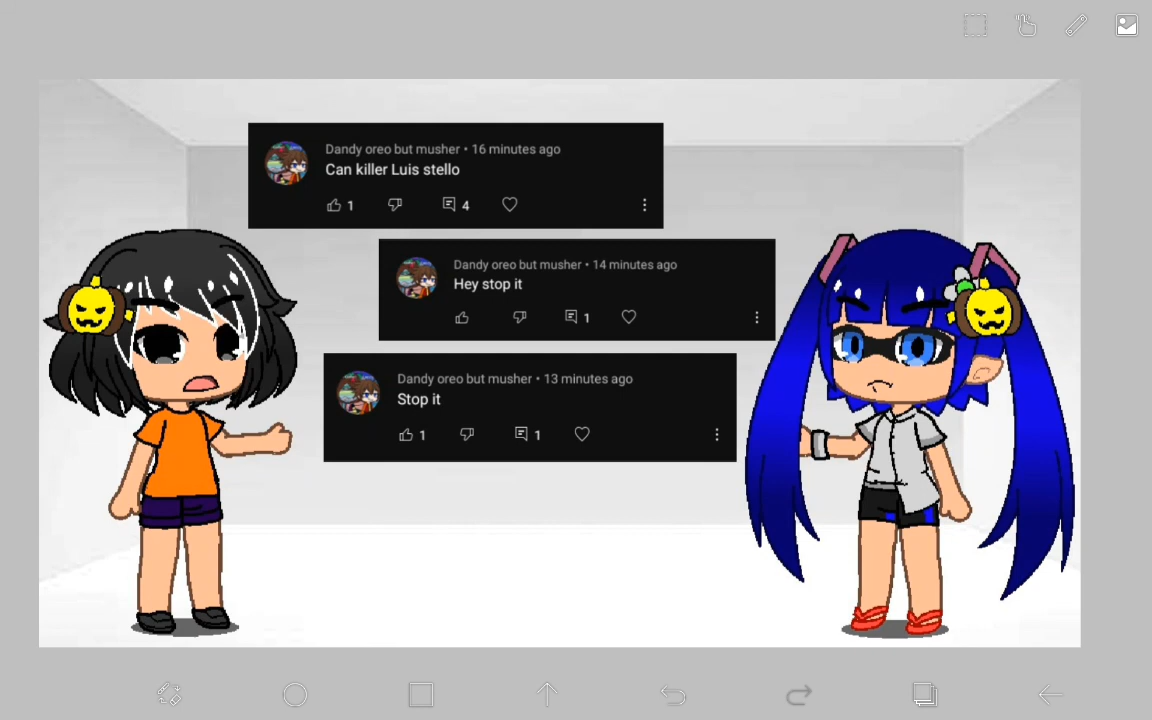 Dandy oreo but musher • 16 minutes ago
Can killer Luis stello
1 4
Dandy oreo but musher • 14 minutes ago
Hey stop it
1
Dandy oreo but musher • 13 minutes ago
Stop it
1 1